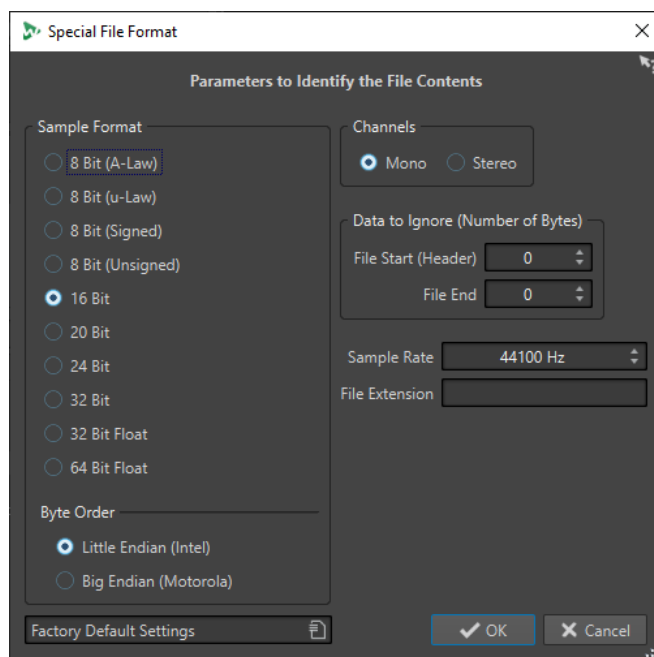 Special File Format
Parameters to Identify the File Contents
Sample Format
8 Bit (A-Law)
8 Bit (u-Law)
8 Bit (Signed)
8 Bit (Unsigned)
16 Bit
20 Bit
24 Bit
32 Bit
32 Bit Float
64 Bit Float
Byte Order
Little Endian (Intel)
Big Endian (Motorola)
Channels
Mono Stereo
Data to Ignore (Number of Bytes)
File Start (Header) 0
File End 0
Sample Rate 44100 Hz
File Extension
Factory Default Settings
OK Cancel